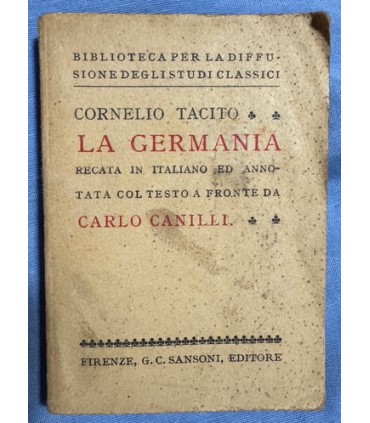 BIBLIOTECA PER LA DIFFU-
SIONE DEGLI STUDI CLASSICI
CORNELIO TACITO
LA GERMANIA
RECATA IN ITALIANO ED ANNO-
TATA COL TESTO A FRONTE DA
CARLO CANILLI.
FIRENZE, G. C. SANSONI, EDITORE